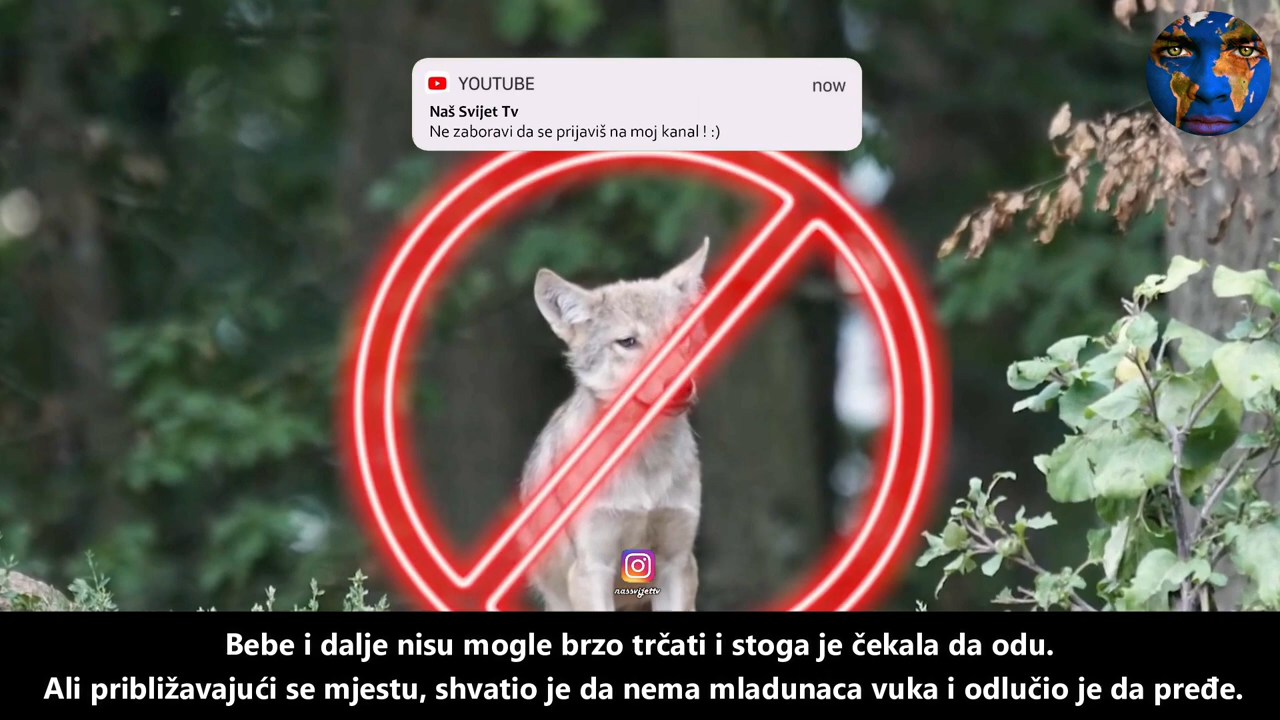 YOUTUBE
now
Naš Svijet Tv
Ne zaboravi da se prijaviš na moj kanal ! :)
nassvijettv
Bebe i dalje nisu mogle brzo trčati i stoga je čekala da odu.
Ali približavajući se mjestu, shvatio je da nema mladunaca vuka i odlučio je da pređe.